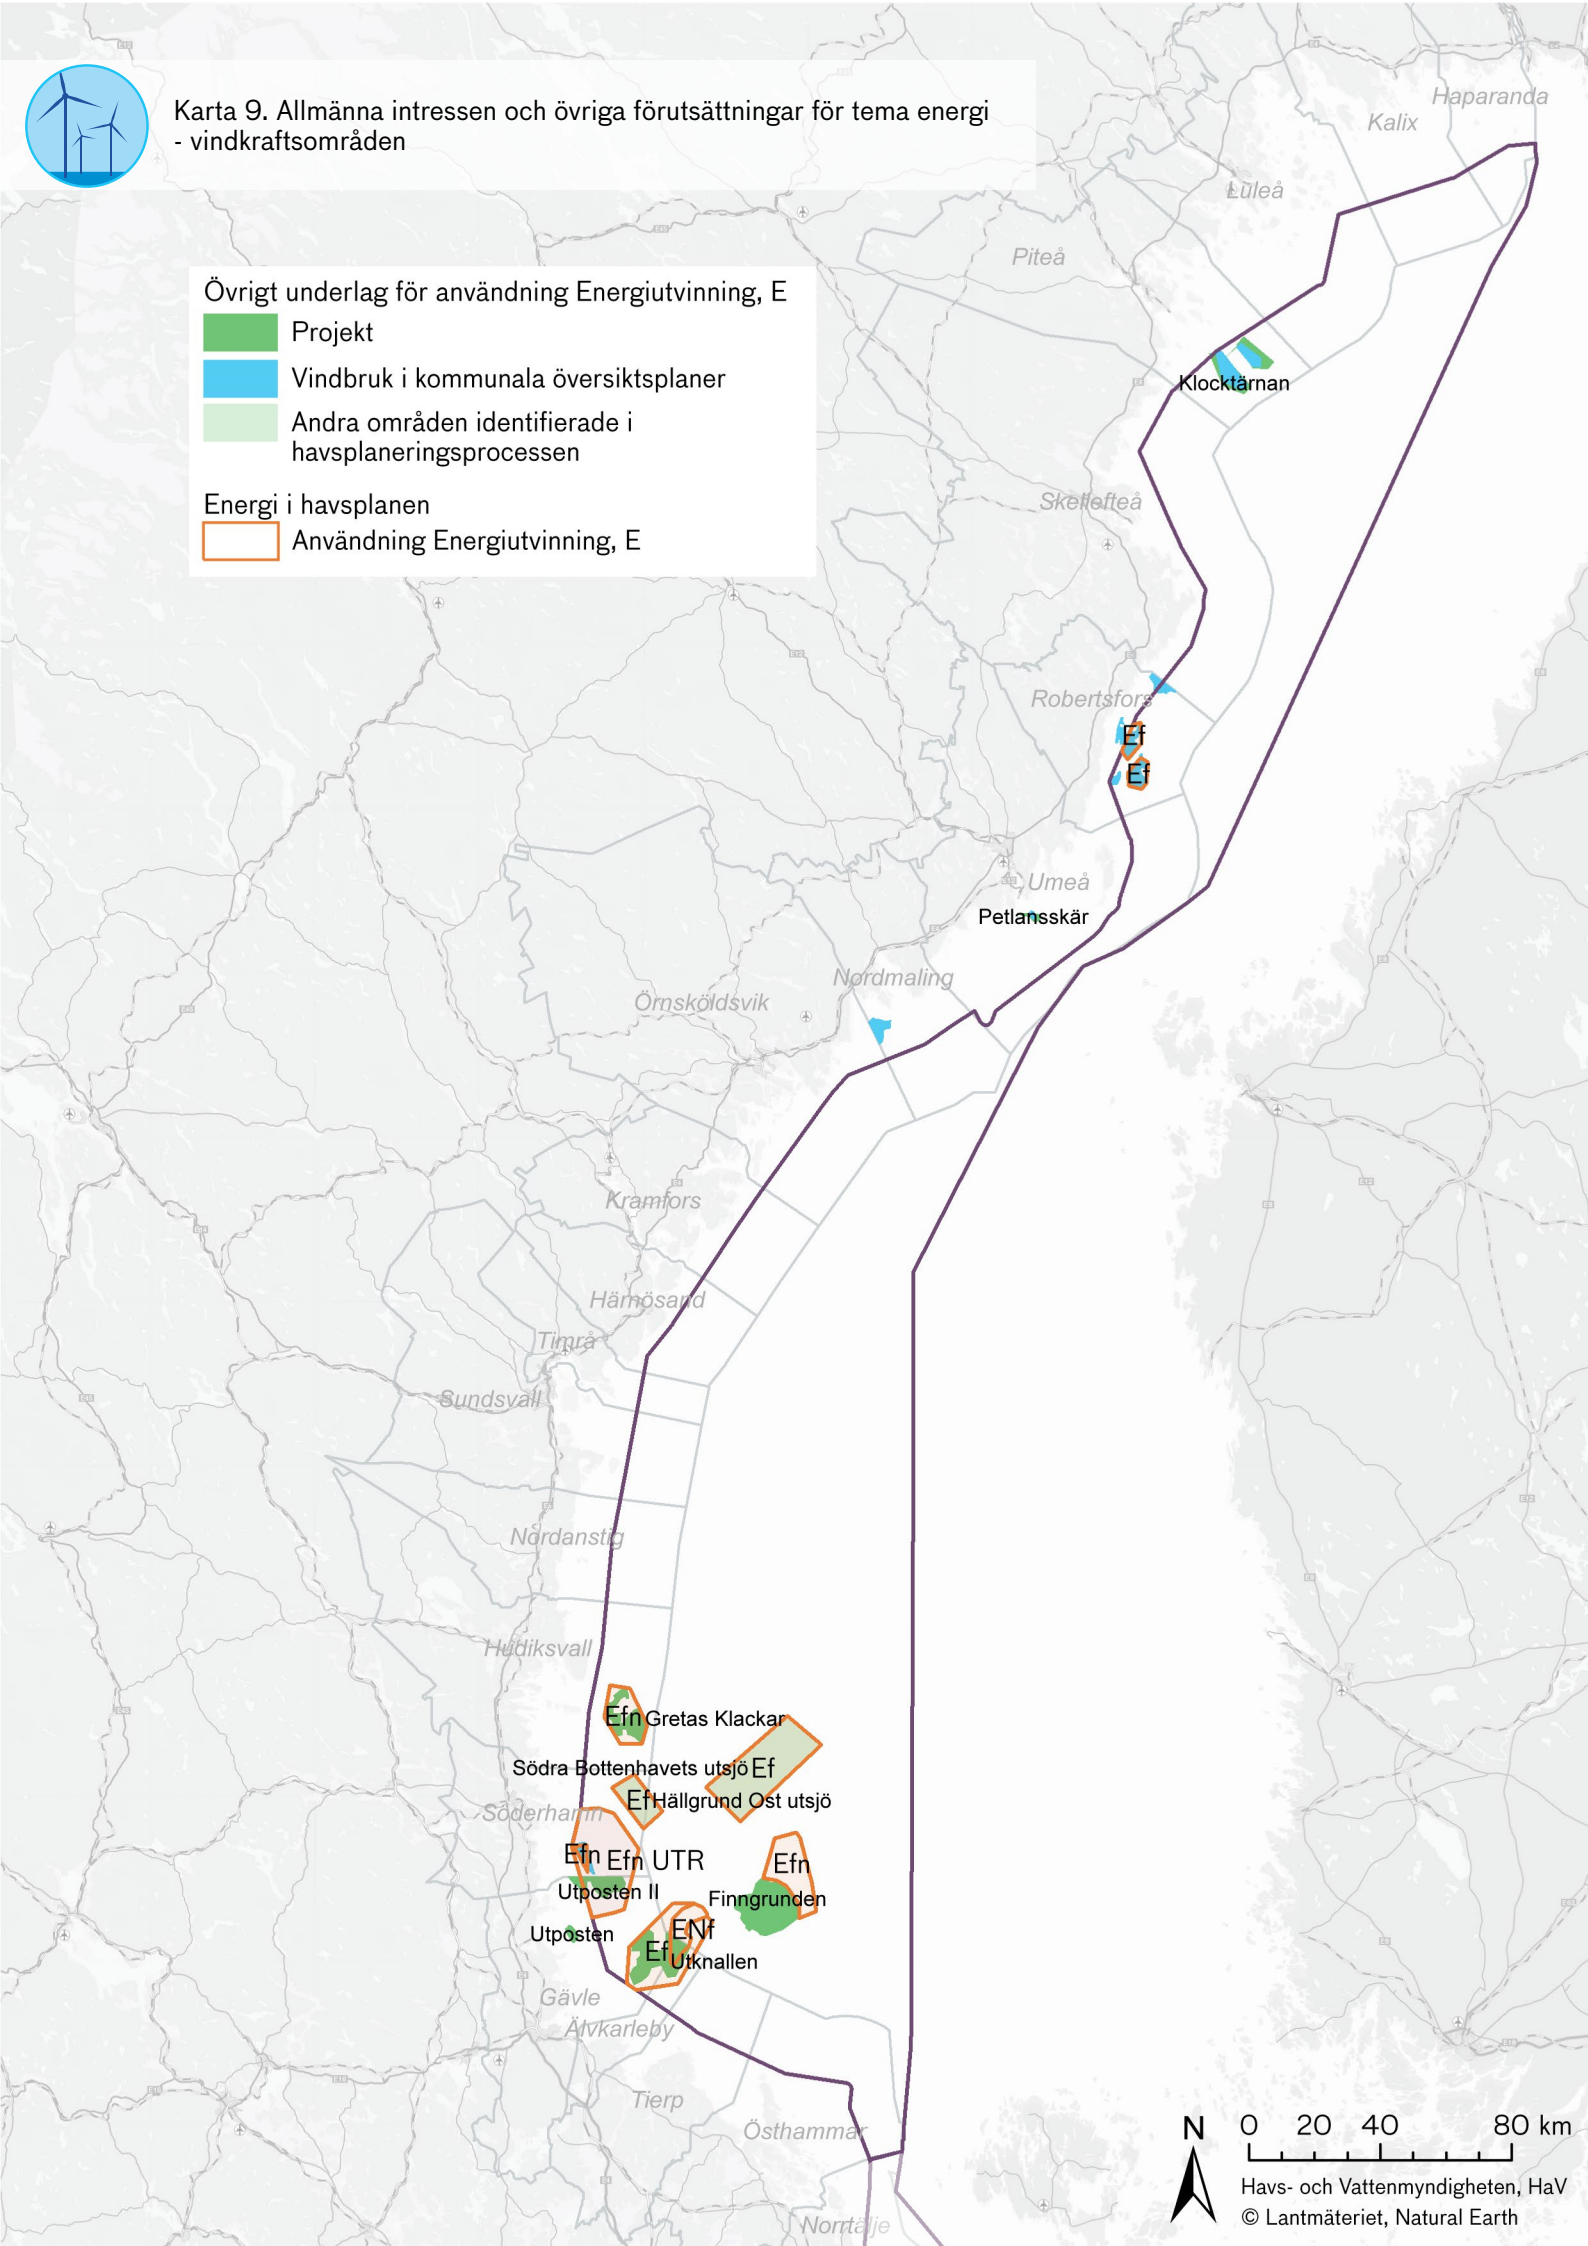 Karta 9. Allmänna intressen och övriga förutsättningar för tema energi
- vindkraftsområden
Haparanda
Kalix
Luleå
Piteå
Övrigt underlag för användning Energiutvinning, E
Projekt
Vindbruk i kommunala översiktsplaner
Andra områden identifierade i
havsplaneringsprocessen
Energi i havsplanen
Användning Energiutvinning, E
Klocktärnan
Skellefteå
Robertsfors
Ef
Ef
Umeå
Petlansskär
Nordmaling
Örnsköldsvik
Kramfors
Härnösand
Timrå
Sundsvall
Nordanstig
Hudiksvall
Efn Gretas Klackar
Södra Bottenhavets utsjö Ef
Ef Hällgrund Ost utsjö
Söderhamn
Efn Efn UTR
Efn
Utposten II
Finngrunden
Utposten
ENf
Ef
Utknallen
Gävle
Älvkarleby
Tierp
Östhammar
Norrtälje
N
0 20 40 80 km
Havs- och Vattenmyndigheten, HaV
© Lantmäteriet, Natural Earth